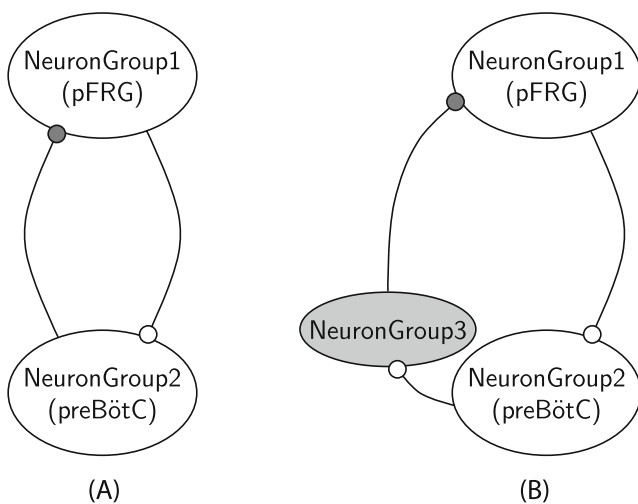 NeuronGroup1
(pFRG)
NeuronGroup2
(preBötC)
(A)
NeuronGroup1
(pFRG)
NeuronGroup3
NeuronGroup2
(preBötC)
(B)